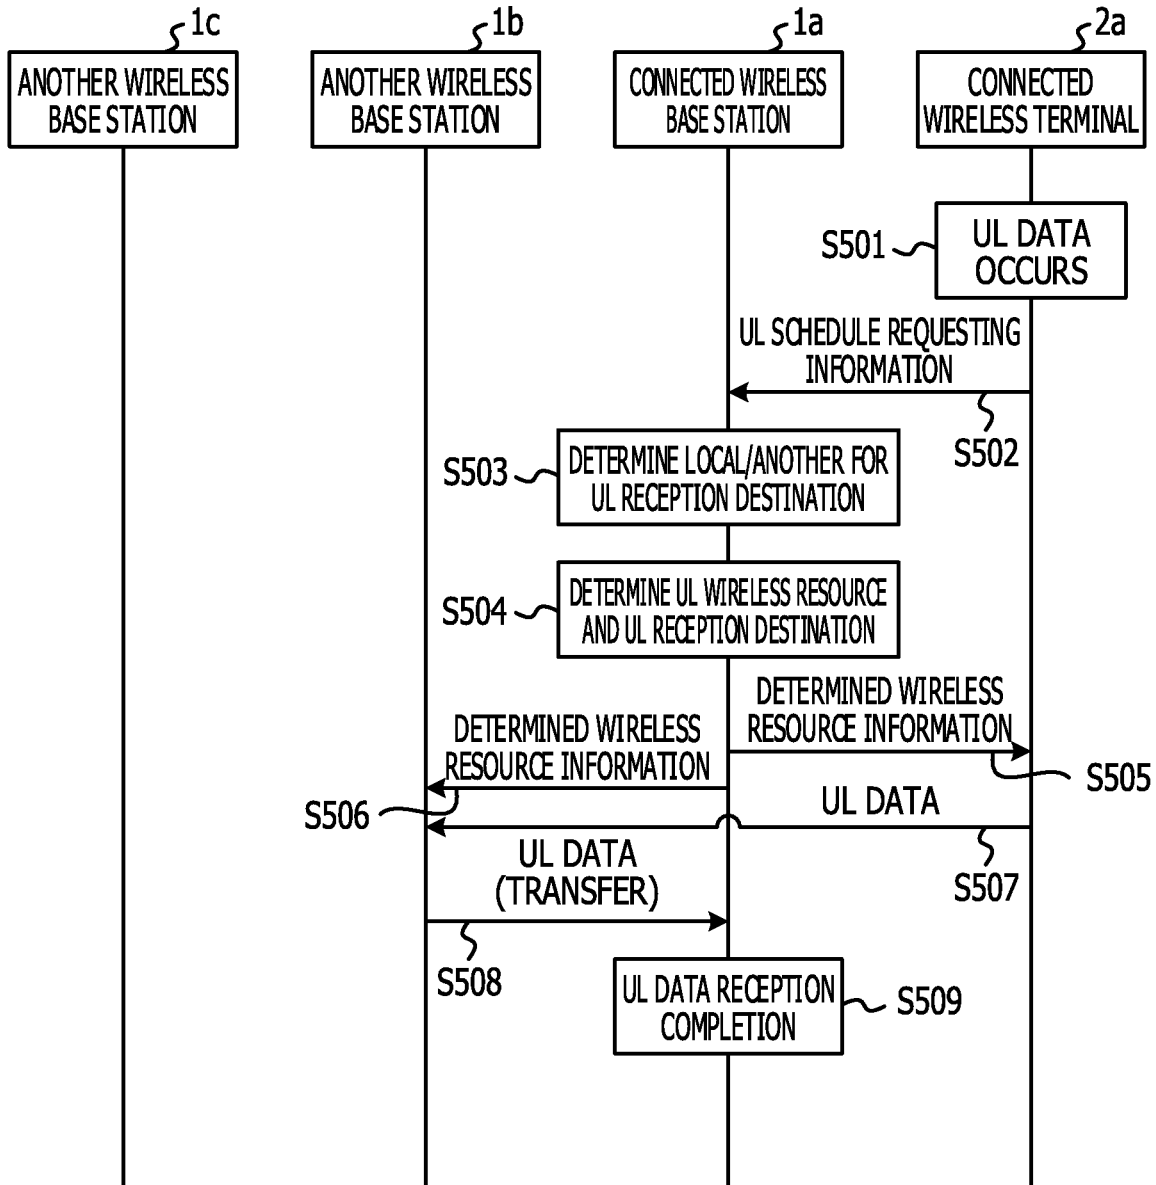 1c
1b
1a
2a
ANOTHER WIRELESS
BASE STATION
ANOTHER WIRELESS
BASE STATION
CONNECTED WIRELESS
BASE STATION
CONNECTED
WIRELESS TERMINAL
S501
UL DATA
OCCURS
UL SCHEDULE REQUESTING
INFORMATION
S502
S503
DETERMINE LOCAL/ANOTHER FOR
UL RECEPTION DESTINATION
S504
DETERMINE UL WIRELESS RESOURCE
AND UL RECEPTION DESTINATION
DETERMINED WIRELESS
RESOURCE INFORMATION
S505
DETERMINED WIRELESS
RESOURCE INFORMATION
S506
UL DATA
S507
UL DATA
(TRANSFER)
S508
UL DATA RECEPTION
COMPLETION
S509